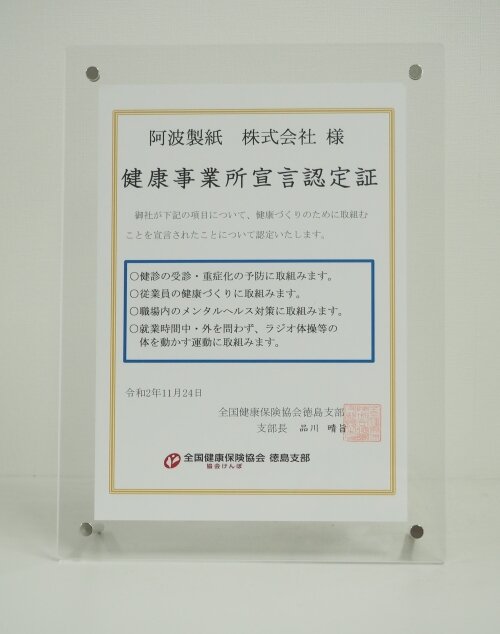 阿波製紙　株式会社 様
健康事業所宣言認定証
御社が下記の項目について、健康づくりのために取組む
ことを宣言されたことについて認定いたします。
○健診の受診・重症化の予防に取組みます。
○従業員の健康づくりに取組みます。
○職場内のメンタルヘルス対策に取組みます。
○就業時間中・外を問わず、ラジオ体操等の
体を動かす運動に取組みます。
令和2年11月24日
全国健康保険協会徳島支部
支部長　品川　晴旨
全国健康保険協会 徳島支部
協会けんぽ